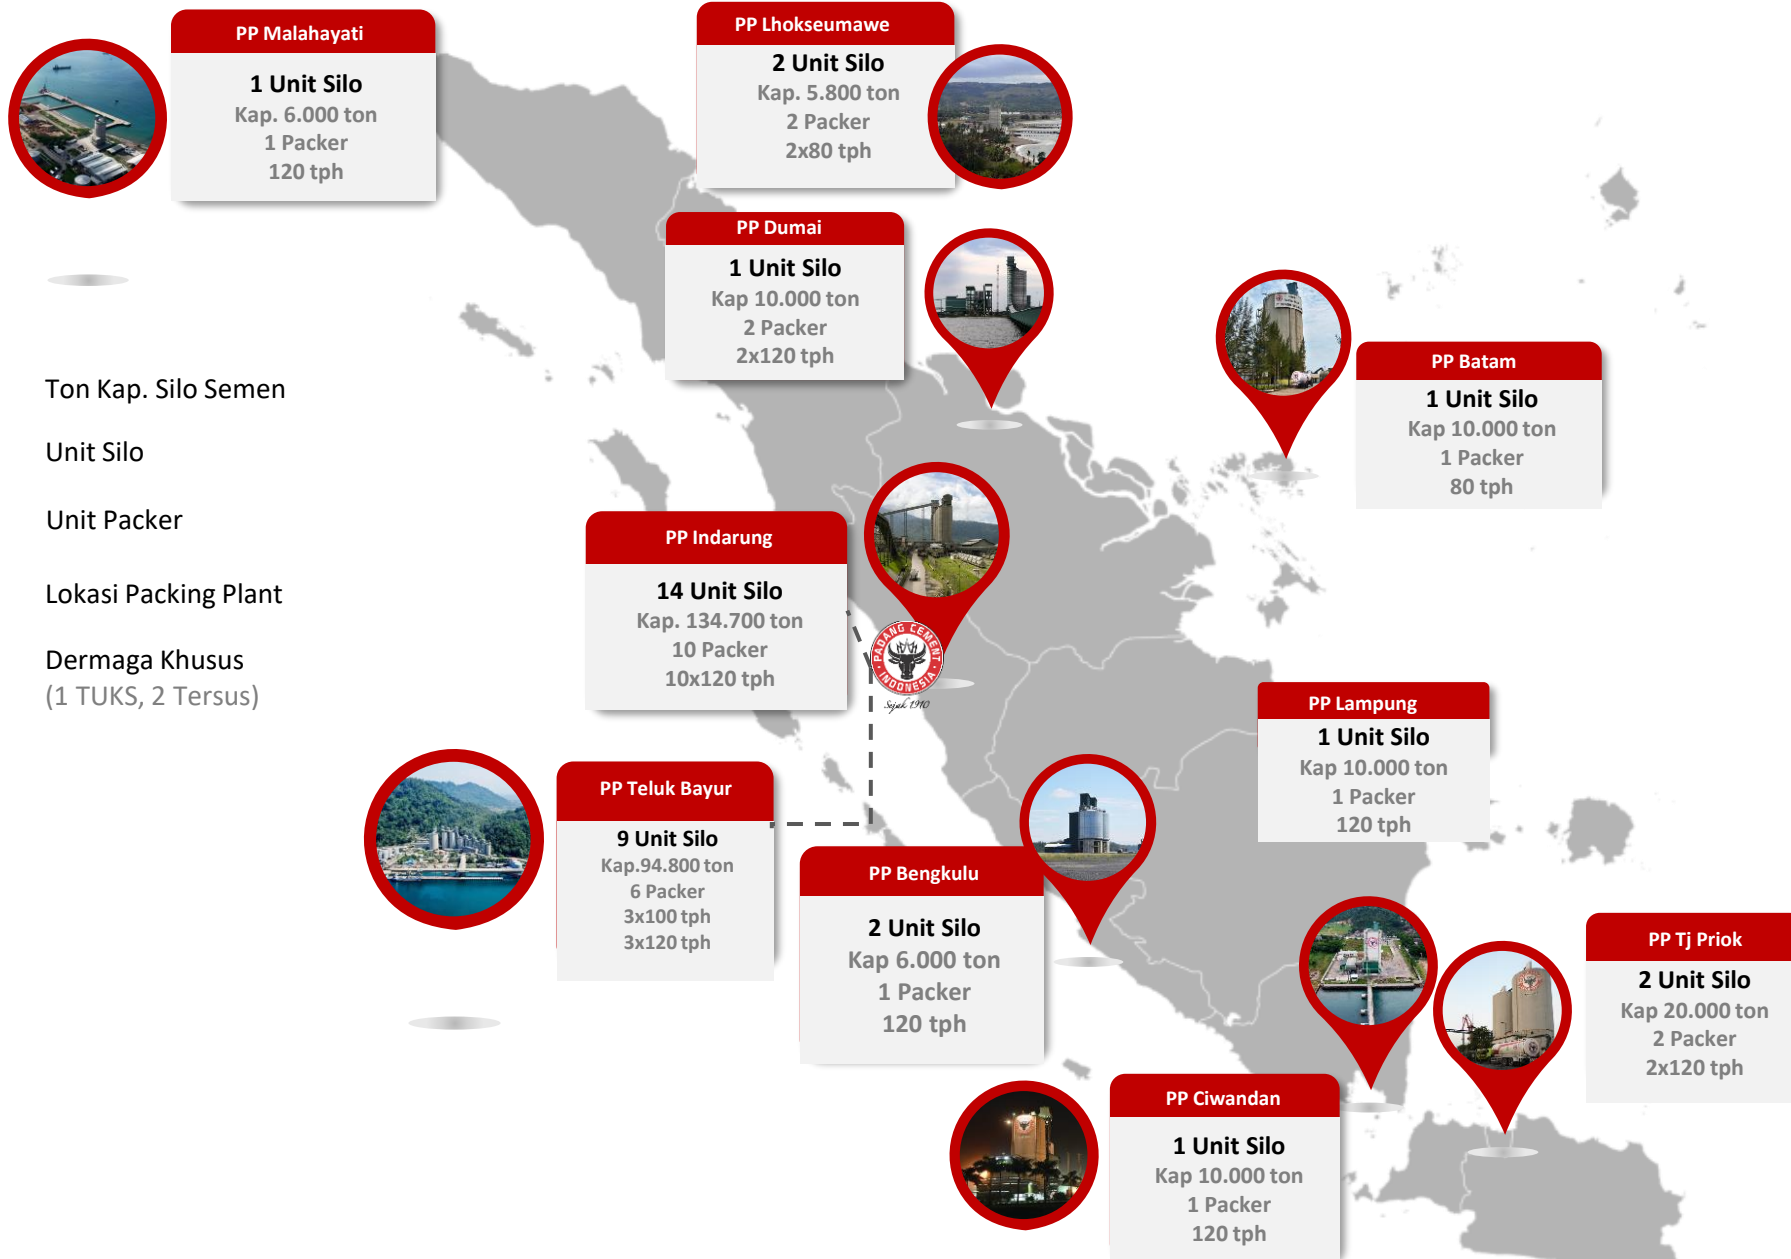 PP Malahayati
1 Unit Silo
Kap. 6.000 ton
1 Packer
120 tph
PP Lhokseumawe
2 Unit Silo
Kap. 5.800 ton
2 Packer
2x80 tph
PP Dumai
1 Unit Silo
Kap 10.000 ton
2 Packer
2x120 tph
PP Batam
1 Unit Silo
Kap 10.000 ton
1 Packer
80 tph
Ton Kap. Silo Semen
Unit Silo
Unit Packer
Lokasi Packing Plant
Dermaga Khusus
(1 TUKS, 2 Tersus)
PP Indarung
14 Unit Silo
Kap. 134.700 ton
10 Packer
10x120 tph
PADANG CEMENT
INDONESIA
Sejak 1910
PP Lampung
1 Unit Silo
Kap 10.000 ton
1 Packer
120 tph
PP Teluk Bayur
9 Unit Silo
Kap.94.800 ton
6 Packer
3x100 tph
3x120 tph
PP Bengkulu
2 Unit Silo
Kap 6.000 ton
1 Packer
120 tph
PP Tj Priok
2 Unit Silo
Kap 20.000 ton
2 Packer
2x120 tph
PP Ciwandan
1 Unit Silo
Kap 10.000 ton
1 Packer
120 tph